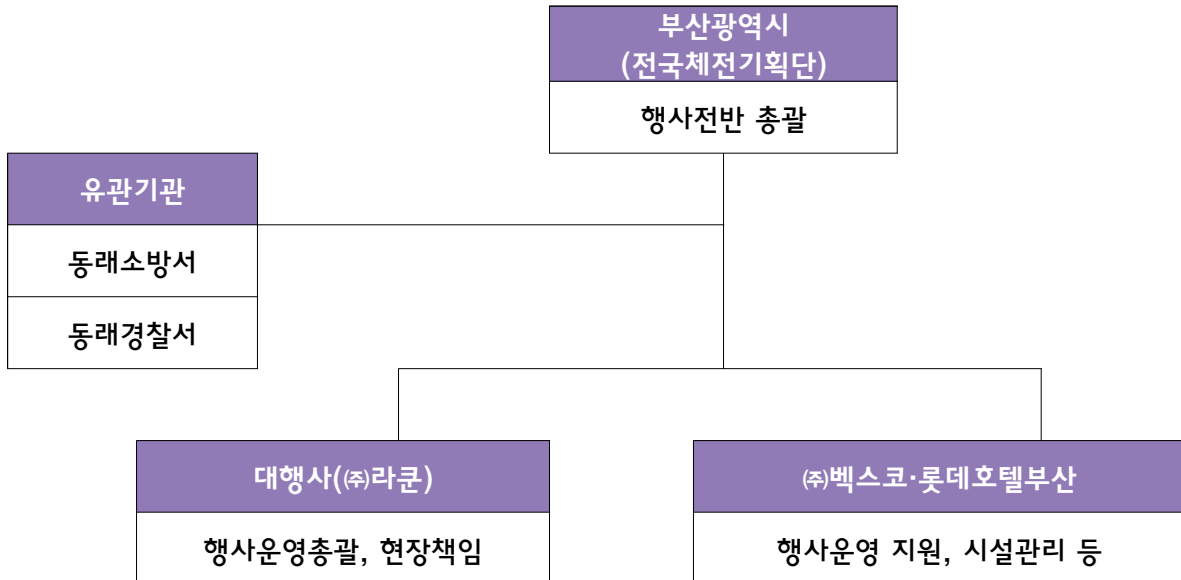 부산광역시
(전국체전기획단)
행사전반 총괄
유관기관
동래소방서
동래경찰서
대행사(㈜라쿤)
행사운영총괄, 현장책임
㈜벡스코·롯데호텔부산
행사운영 지원, 시설관리 등